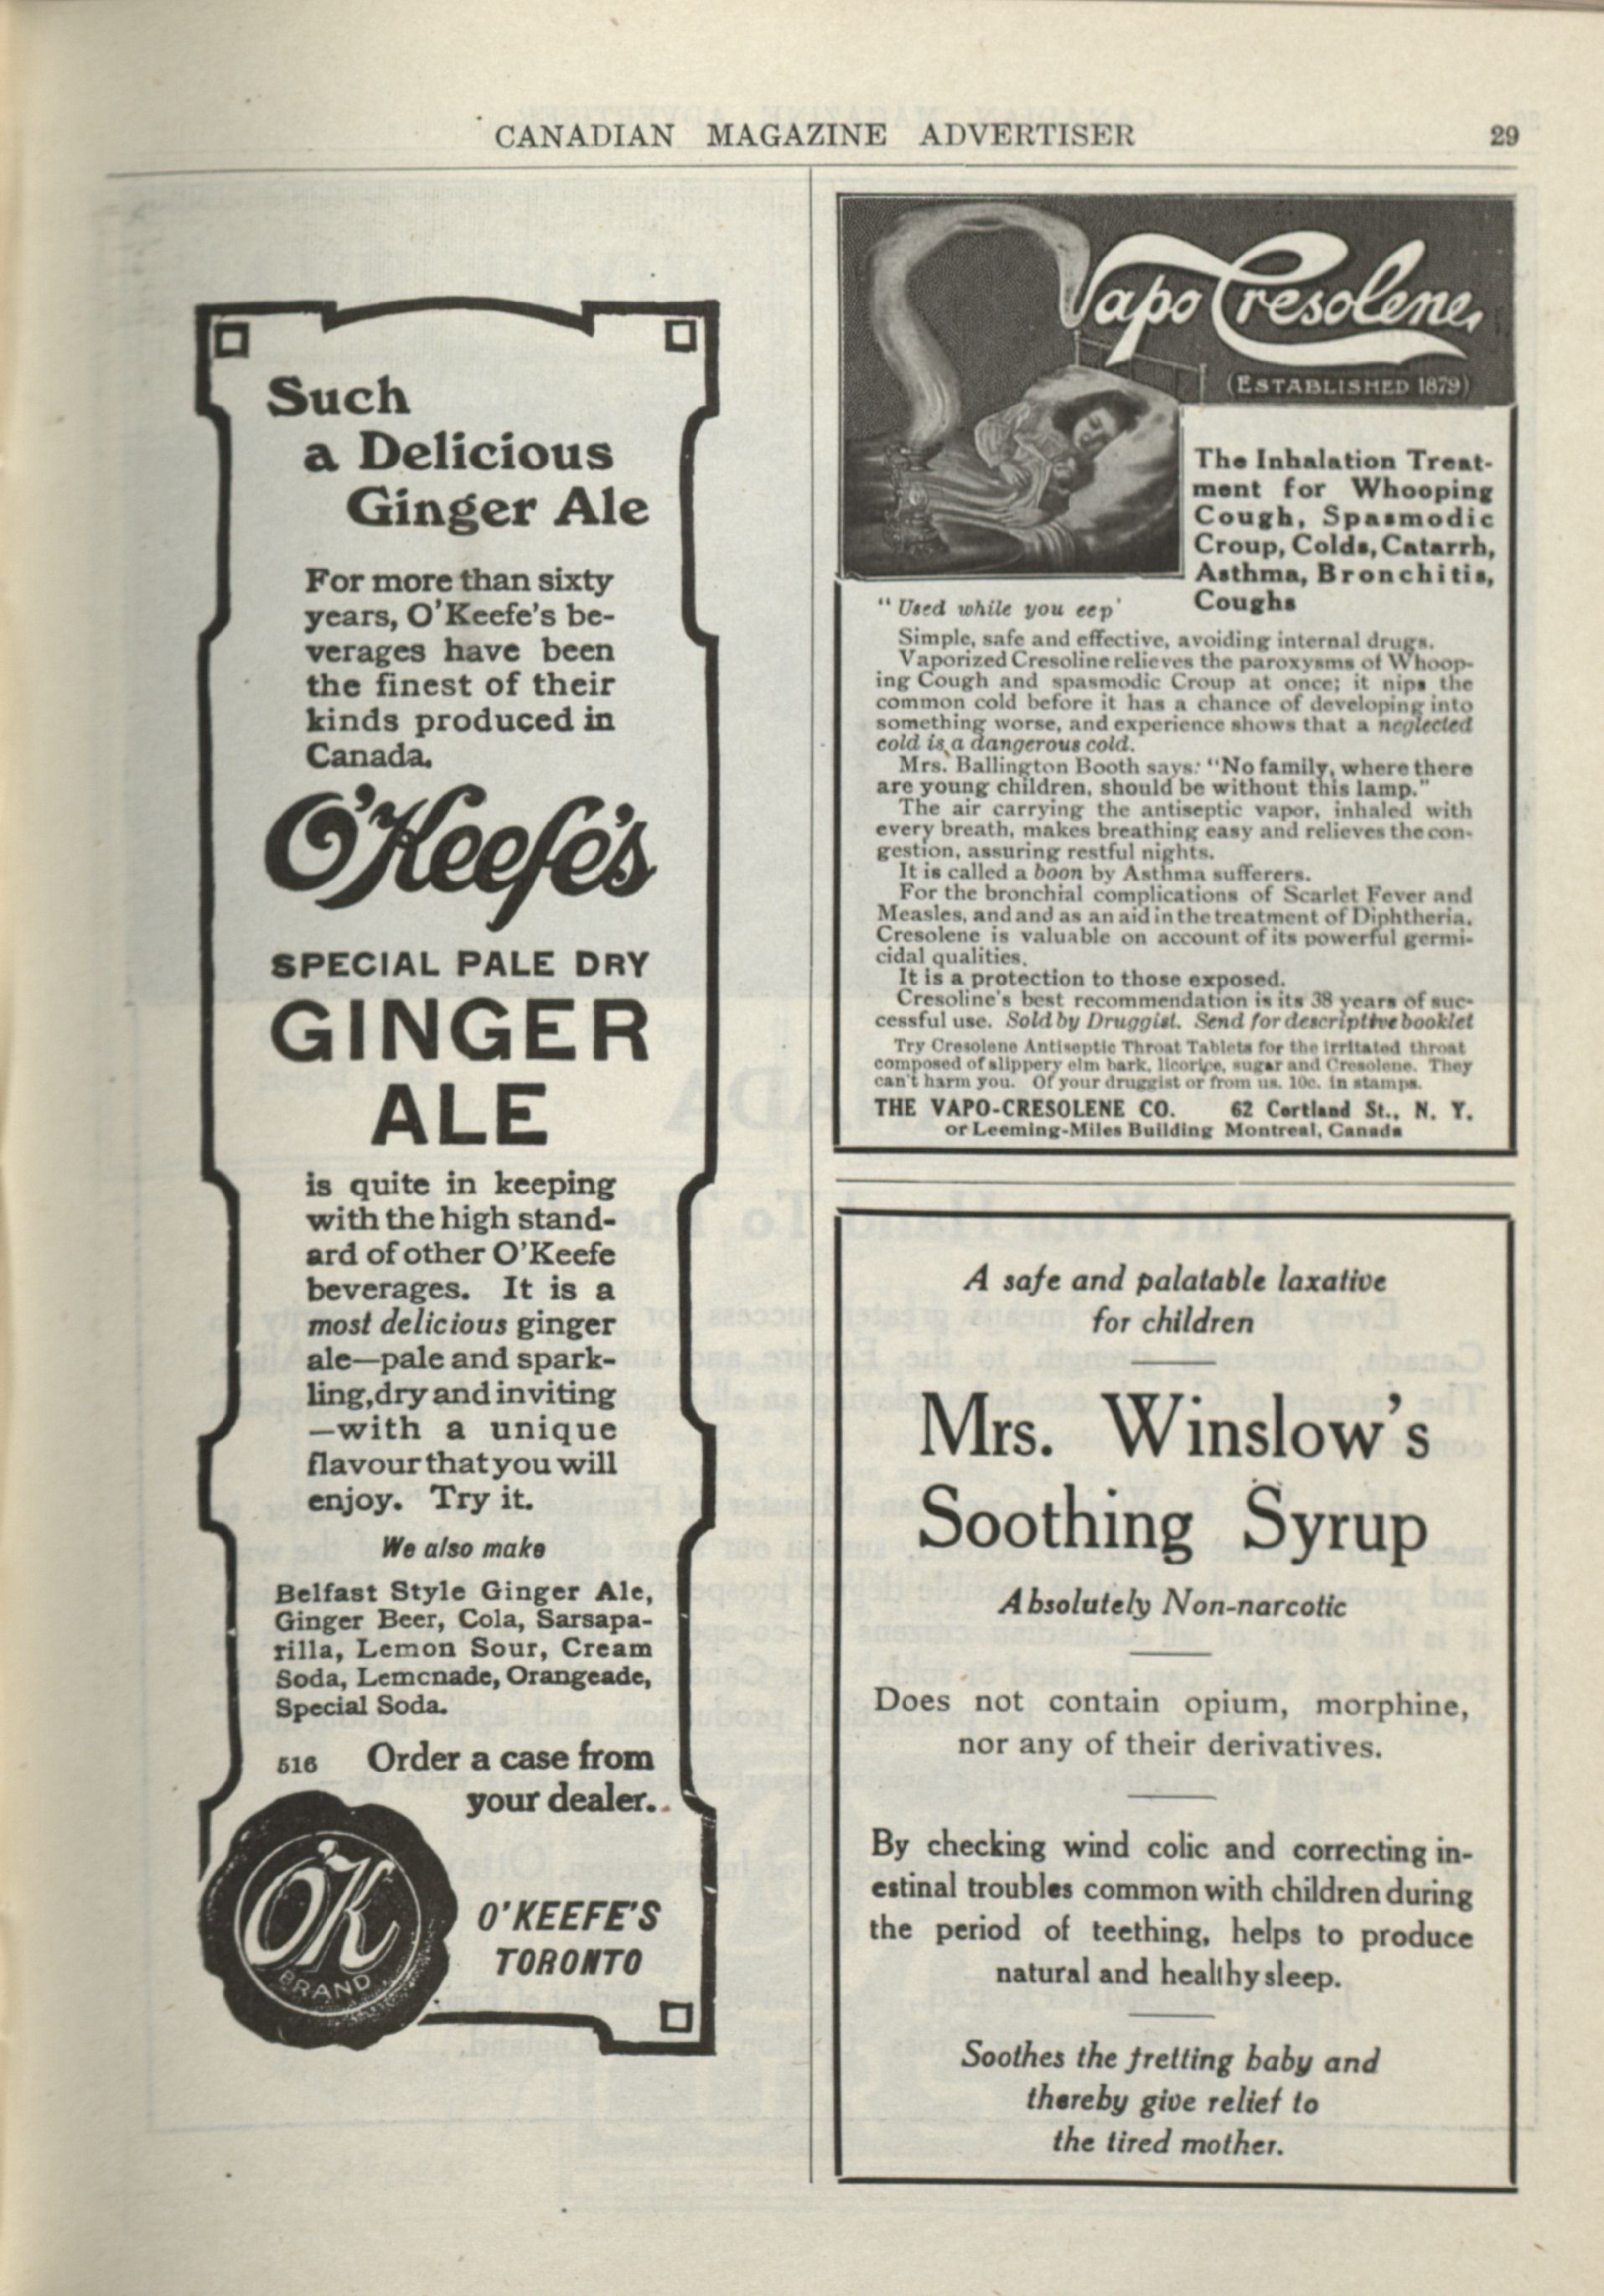 CANADIAN MAGAZINE ADVERTISER 29
Such
a Delicious
Ginger Ale
For more than sixty
years, O'Keefe's be-
verages have been
the finest of their
kinds produced in
Canada.
O'Keefe's
SPECIAL PALE DRY
GINGER
ALE
is quite in keeping
with the high stand-
ard of other O'Keefe
beverages. It is a
most delicious ginger
ale—pale and spark-
ling, dry and inviting
—with a unique
flavour that you will
enjoy. Try it.
We also make
Belfast Style Ginger Ale,
Ginger Beer, Cola, Sarsapa-
rilla, Lemon Sour, Cream
Soda, Lemcnade, Orangeade,
Special Soda.
516 Order a case from
your dealer.
O'K
BRAND
O'KEEFE'S
TORONTO
Vapo Cresolene,
(ESTABLISHED 1879)
The Inhalation Treat-
ment for Whooping
Cough, Spasmodic
Croup, Colds, Catarrh,
Asthma, Bronchitis,
Coughs
"Used while you eep'
Simple, safe and effective, avoiding internal drugs.
Vaporized Cresoline relieves the paroxysms of Whoop-
ing Cough and spasmodic Croup at once; it nips the
common cold before it has a chance of developing into
something worse, and experience shows that a neglected
cold is a dangerous cold.
Mrs. Ballington Booth says: "No family, where there
are young children, should be without this lamp."
The air carrying the antiseptic vapor, inhaled with
every breath, makes breathing easy and relieves the con-
gestion, assuring restful nights.
It is called a boon by Asthma sufferers.
For the bronchial complications of Scarlet Fever and
Measles, and and as an aid in the treatment of Diphtheria,
Cresolene is valuable on account of its powerful germi-
cidal qualities.
It is a protection to those exposed.
Cresoline's best recommendation is its 38 years of suc-
cessful use. Sold by Druggist. Send for descriptive booklet
Try Cresolene Antiseptic Throat Tablets for the irritated throat
composed of slippery elm bark, licorice, sugar and Cresolene. They
can't harm you. Of your druggist or from us. 10c. in stamps.
THE VAPO-CRESOLENE CO. 62 Cortland St., N. Y.
or Leeming-Miles Building Montreal, Canada
A safe and palatable laxative
for children
Mrs. Winslow's
Soothing Syrup
Absolutely Non-narcotic
Does not contain opium, morphine,
nor any of their derivatives.
By checking wind colic and correcting in-
estinal troubles common with children during
the period of teething, helps to produce
natural and healthy sleep.
Soothes the fretting baby and
thereby give relief to
the tired mother.